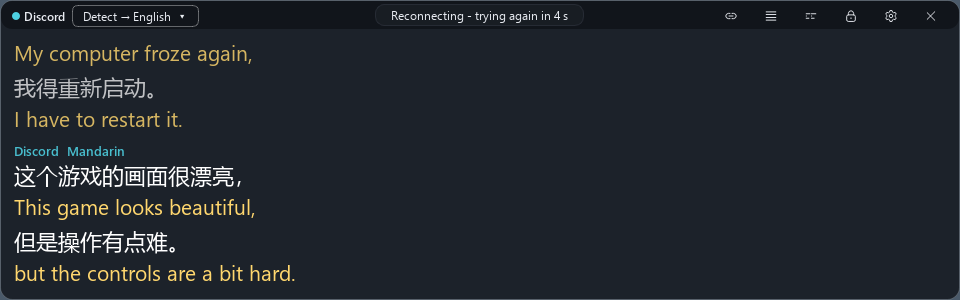 Discord
Detect → English
Reconnecting - trying again in 4 s
My computer froze again,
我得重新启动。
I have to restart it.
Discord Mandarin
这个游戏的画面很漂亮，
This game looks beautiful,
但是操作有点难。
but the controls are a bit hard.